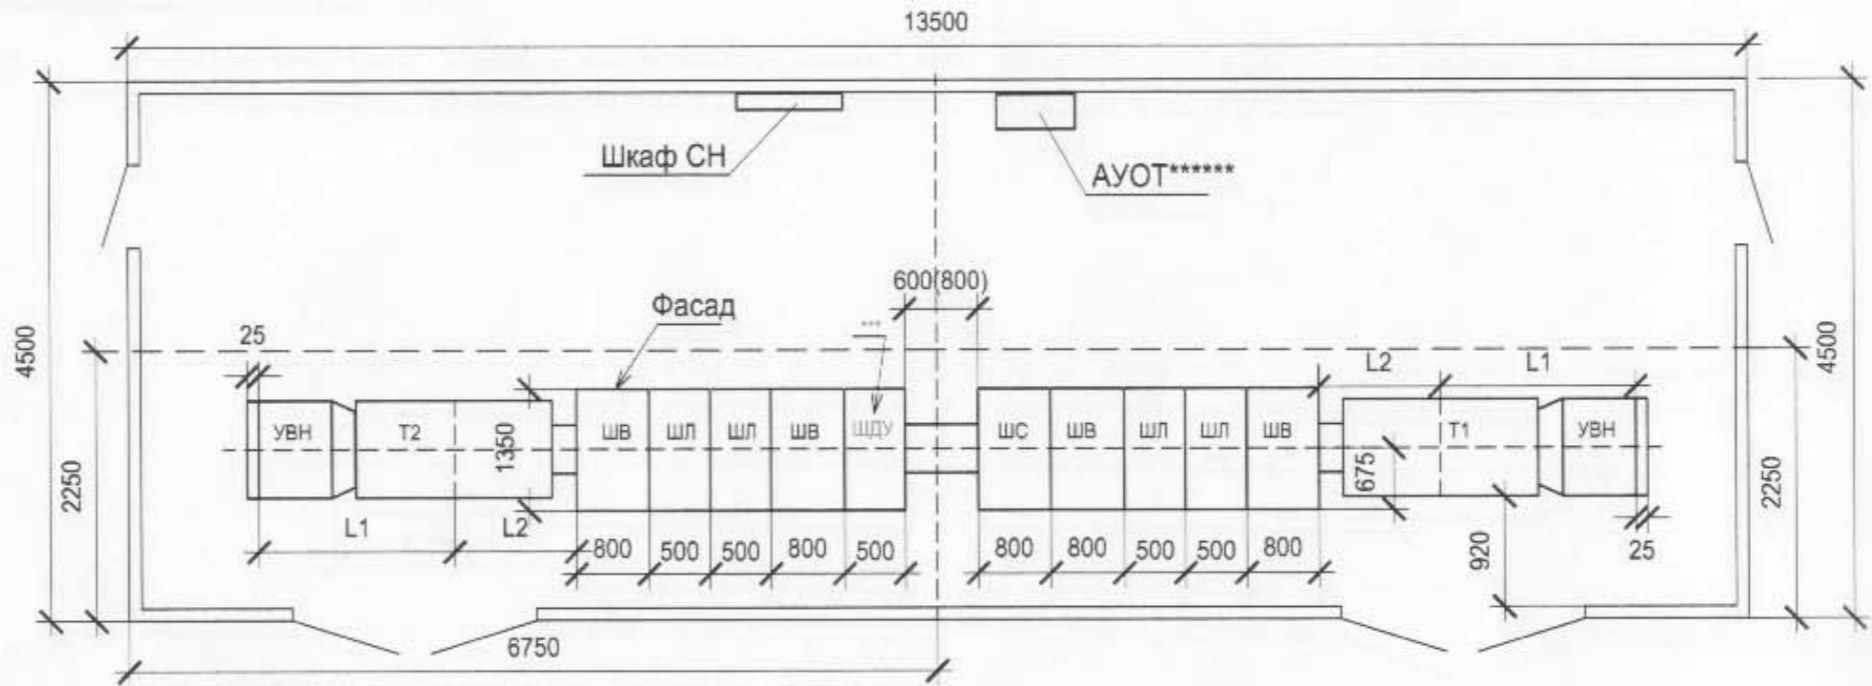 13500
Шкаф СН
АУОТ******
600(800)
Фасад
***
25
4500
4500
L2
L1
УВН
Т2
1350
ШВ
ШЛ
ШЛ
ШВ
ШДУ
ШС
ШВ
ШЛ
ШЛ
ШВ
675
Т1
УВН
2250
2250
L1
L2
800
500
500
800
500
800
800
500
500
800
920
25
6750